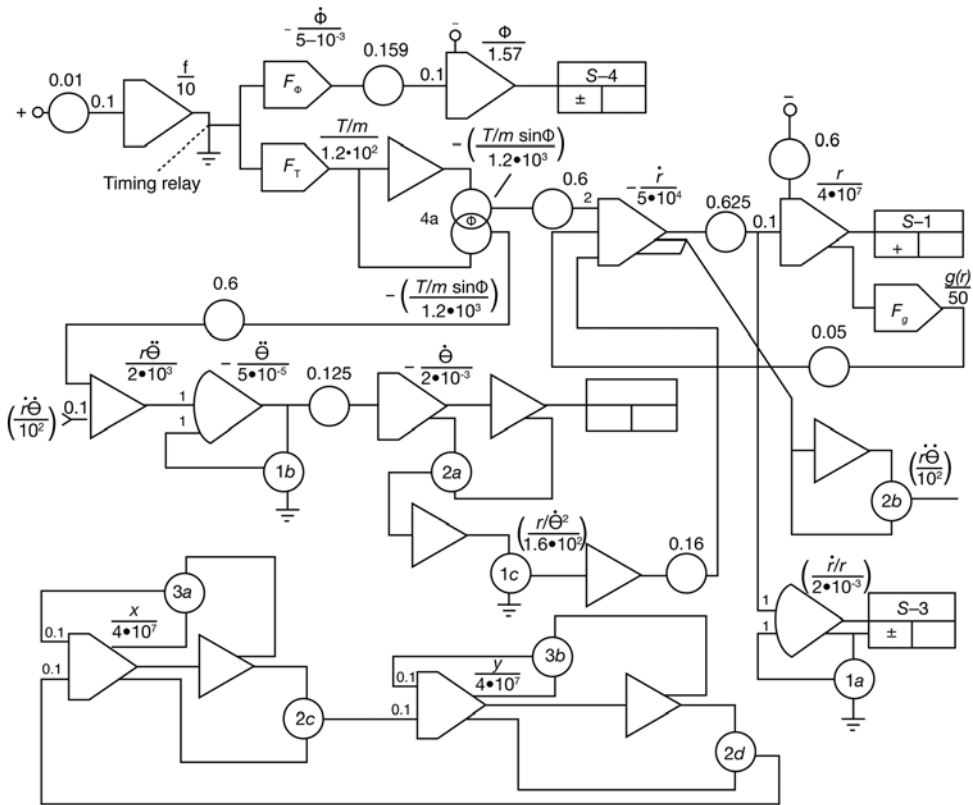 Φ̇
5–10⁻³
-
0.159
Φ
1.57
-
f
10
0.01
+
0.1
F_Φ
0.1
S–4
±
Timing relay
T/m
1.2•10²
F_T
-(T/m sinΦ)
1.2•10³
4a
Φ
0.6
2
- ṙ
5•10⁴
0.625
0.1
-
0.6
r
4•10⁷
S–1
+
g(r)
50
F_g
0.05
-(T/m sinΦ)
1.2•10³
0.6
rӪ
2•10³
- Ӫ
5•10⁻⁵
0.125
- Ө̇
2•10⁻³
(ṙӪ)
10²
0.1
1
1
1b
2a
(rӪ)
10²
2b
(r/Ө̇²)
1.6•10²
1c
0.16
(ṙ/r)
2•10⁻³
1
1
S–3
±
1a
3a
x
4•10⁷
0.1
0.1
2c
3b
y
4•10⁷
0.1
0.1
2d